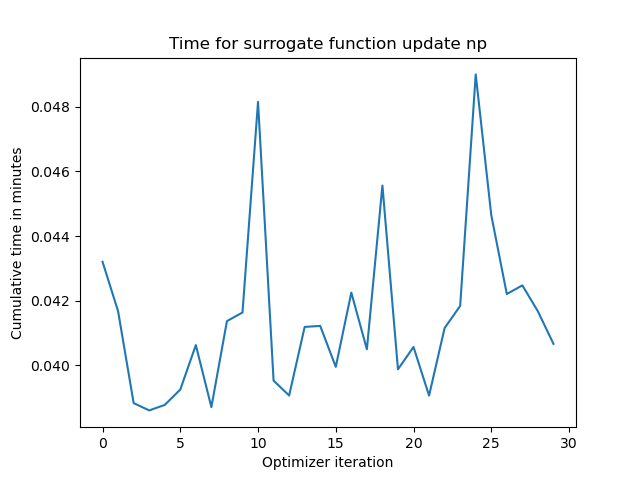 Time for surrogate function update np
Cumulative time in minutes
0.048
0.046
0.044
0.042
0.040
0 5 10 15 20 25 30
Optimizer iteration